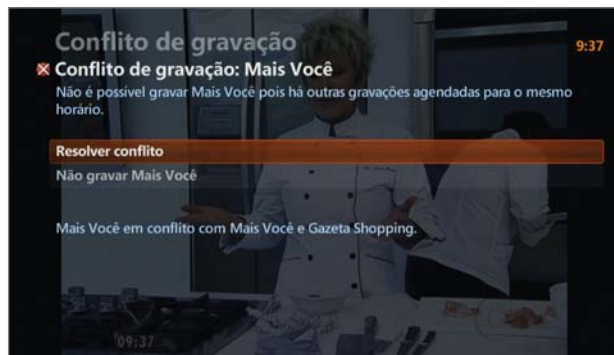 Conflito de gravação
9:37
Conflito de gravação: Mais Você
Não é possível gravar Mais Você pois há outras gravações agendadas para o mesmo
horário.
Resolver conflito
Não gravar Mais Você
Mais Você em conflito com Mais Você e Gazeta Shopping.
09:37